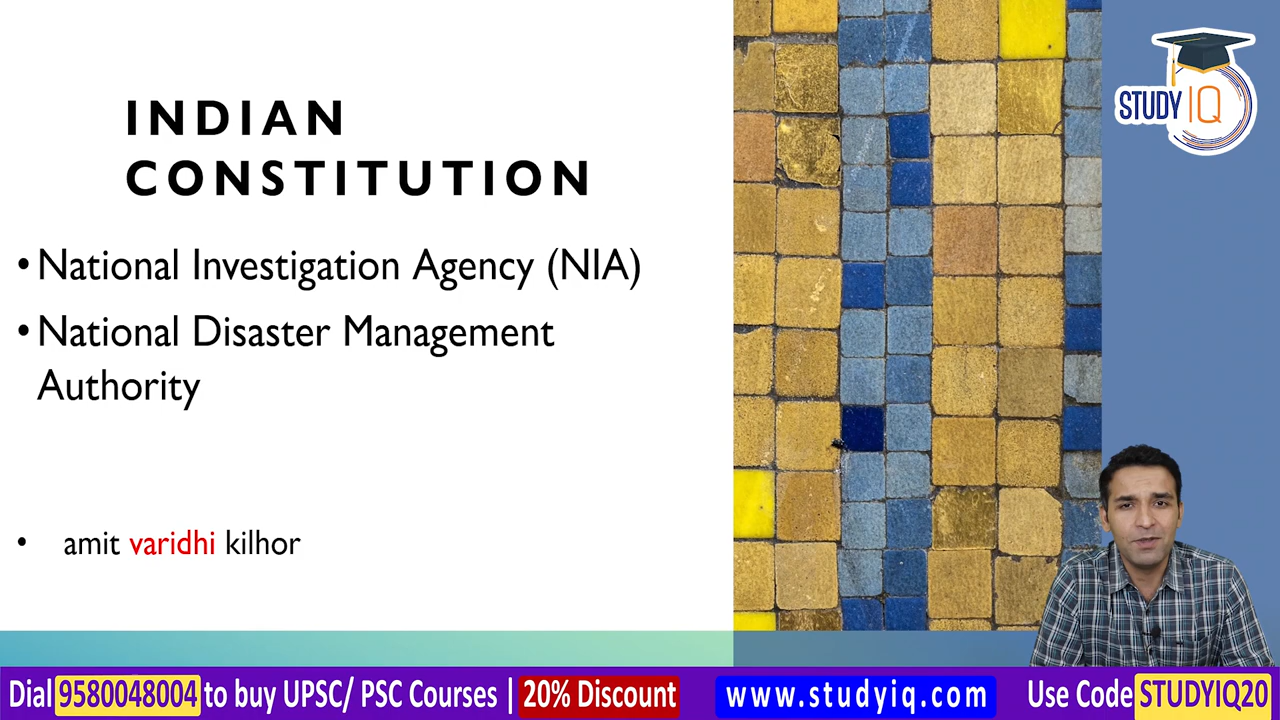 INDIAN
CONSTITUTION
• National Investigation Agency (NIA)
• National Disaster Management
Authority
• amit varidhi kilhor
STUDY IQ
Dial 9580048004 to buy UPSC/ PSC Courses | 20% Discount www.studyiq.com Use Code STUDYIQ20